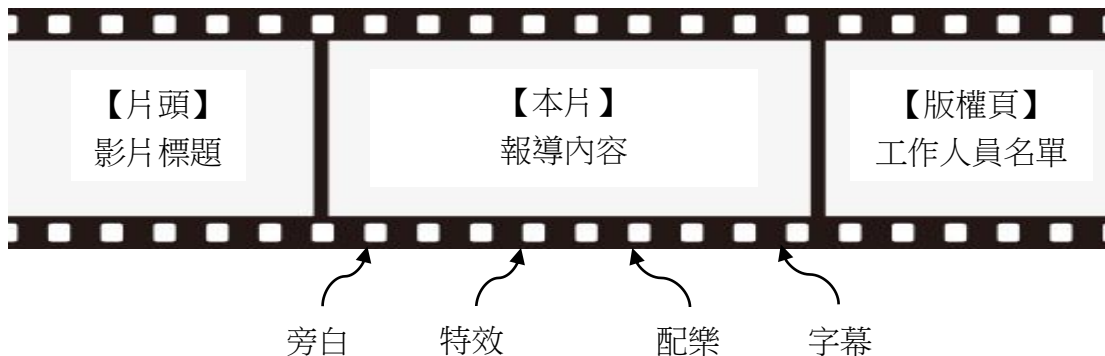 【片頭】
影片標題
【本片】
報導內容
【版權頁】
工作人員名單
旁白
特效
配樂
字幕